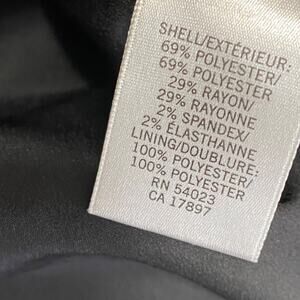 SHELL/EXTÉRIEUR:
69% POLYESTER/
69% POLYESTER
29% RAYON/
29% RAYONNE
2% SPANDEX/
2% ÉLASTHANNE
LINING/DOUBLURE:
100% POLYESTER/
100% POLYESTER
RN 54023
CA 17897